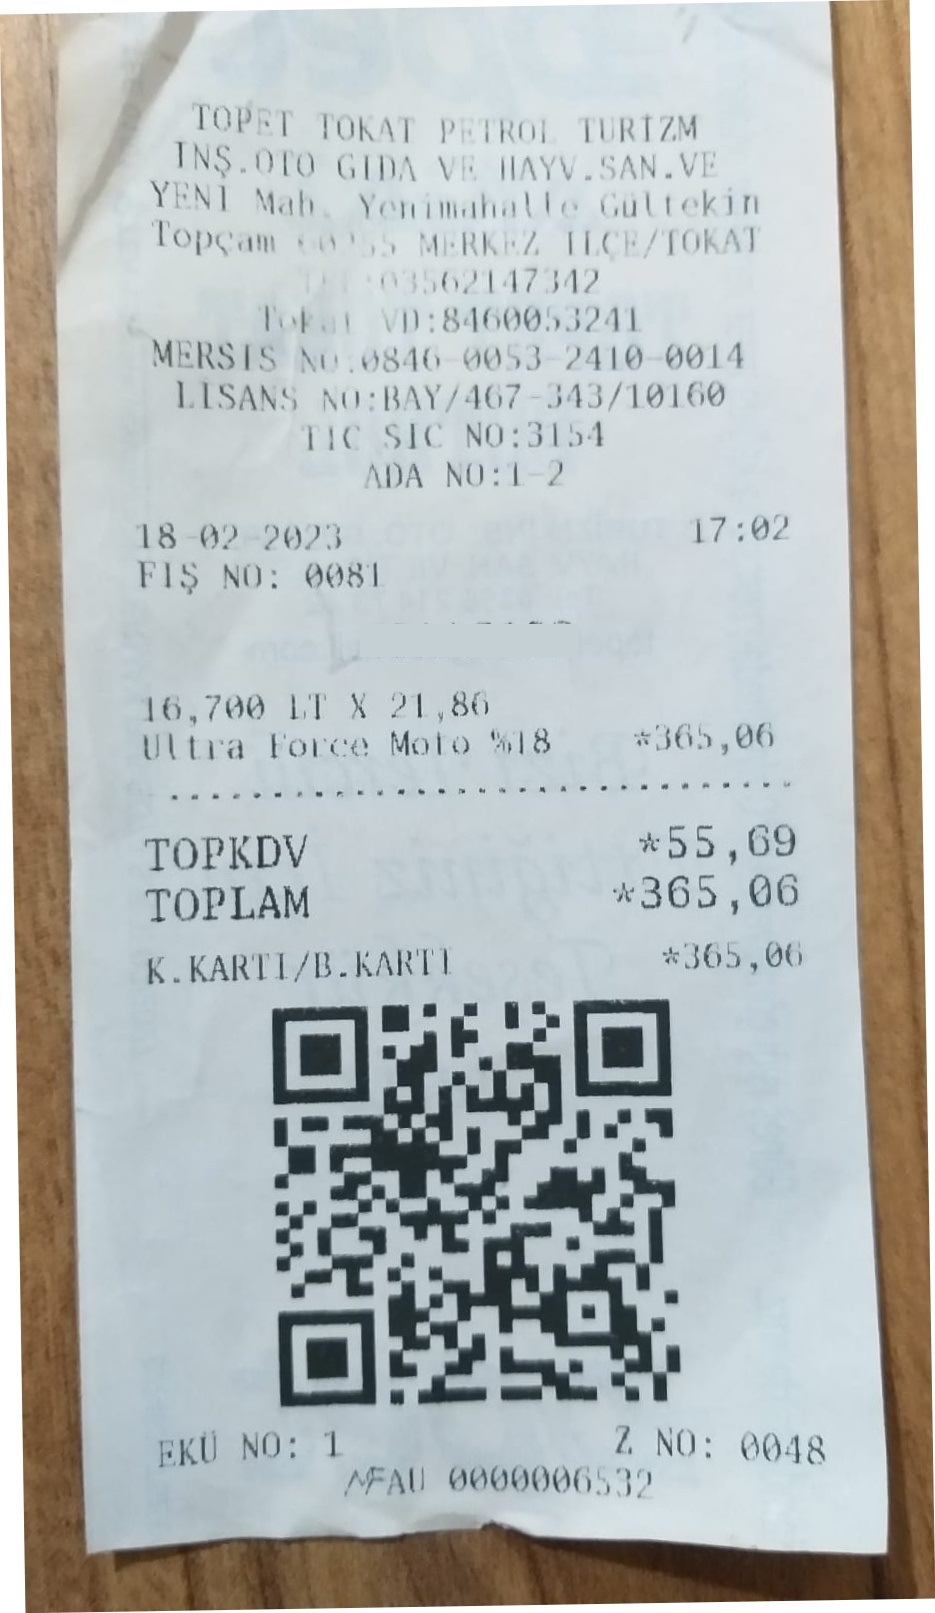 TOPET TOKAT PETROL TURİZM
INŞ.OTO GIDA VE HAYV.SAN.VE
YENİ Mah. Yenimahalle Gültekin
Topçam MERKEZ ILÇE/TOKAT
TEL:03562147342
Tokat VD:8460053241
MERSIS NO:0846-0053-2410-0014
LISANS NO:BAY/467-343/10160
TIC SIC NO:3154
ADA NO:1-2
18-02-2023 17:02
FIŞ NO: 0081
16,700 LT X 21,86
Ultra Force Moto %18 *365,06
TOPKDV *55,69
TOPLAM *365,06
K.KARTI/B.KARTI *365,06
EKÜ NO: 1 Z NO: 0048
MF AU 0000006532